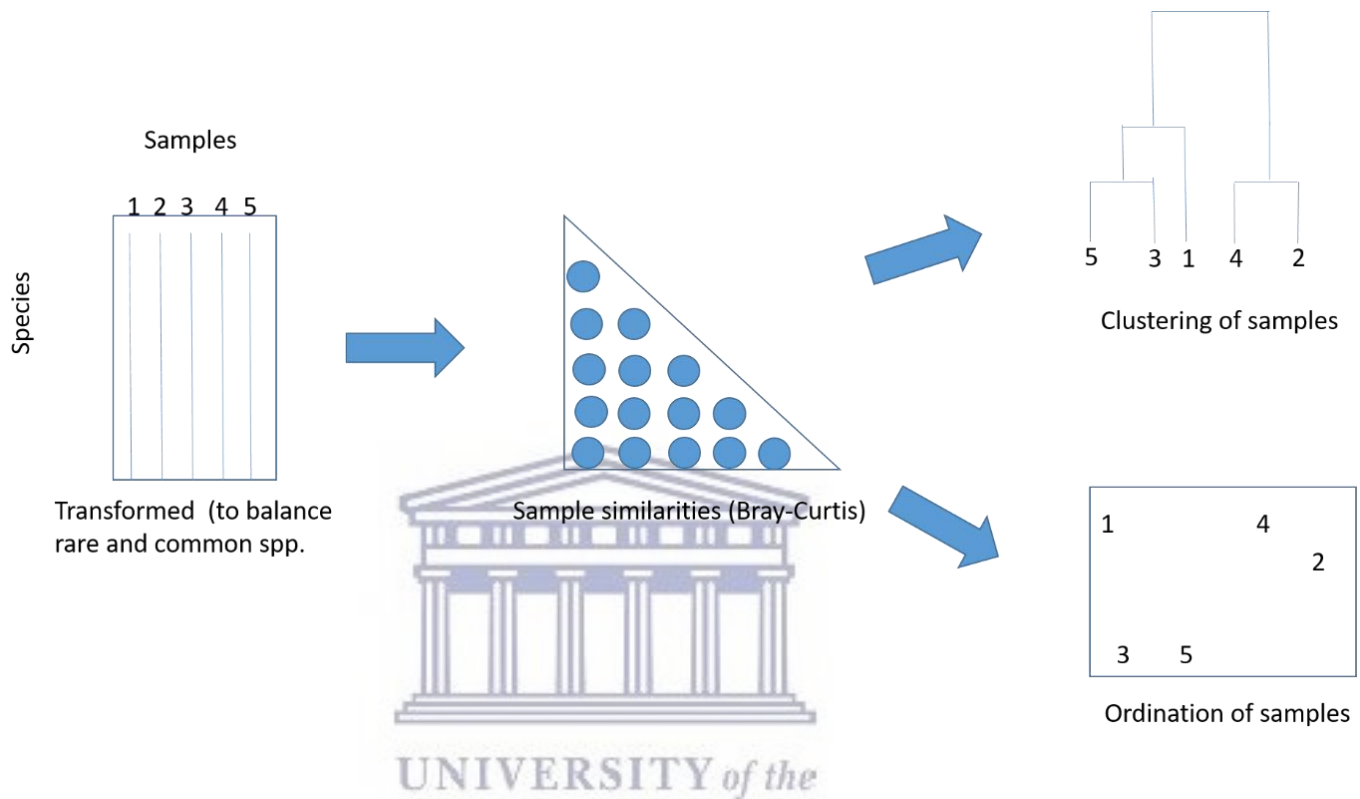 Samples
1 2 3 4 5
Species
Transformed (to balance
rare and common spp.
Sample similarities (Bray-Curtis)
5 3 1 4 2
Clustering of samples
1 4
2
3 5
Ordination of samples
UNIVERSITY of the